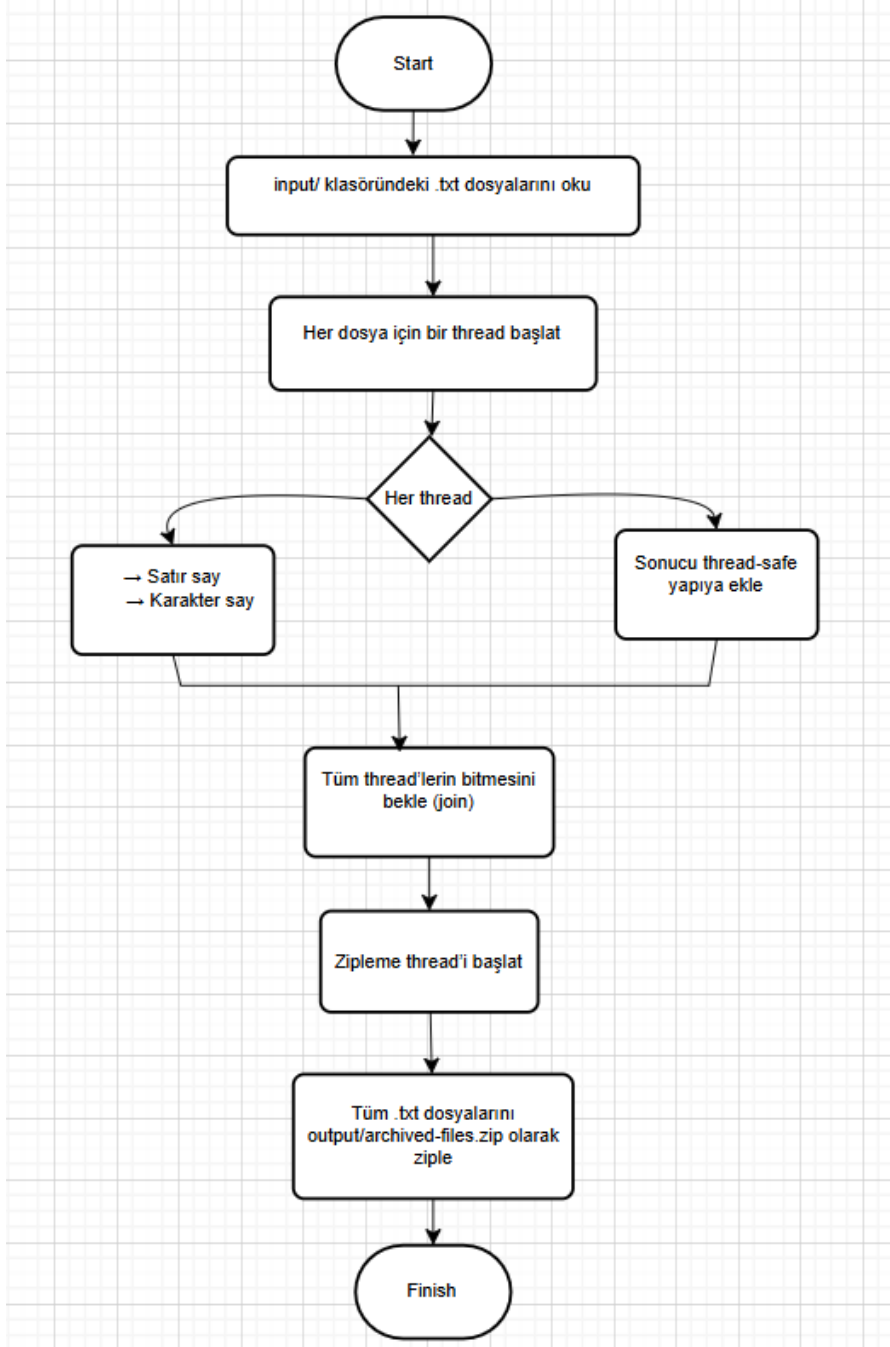 Start
input/ klasöründeki .txt dosyalarını oku
Her dosya için bir thread başlat
Her thread
→ Satır say
→ Karakter say
Sonucu thread-safe
yapıya ekle
Tüm thread’lerin bitmesini
bekle (join)
Zipleme thread’i başlat
Tüm .txt dosyalarını
output/archived-files.zip olarak
ziple
Finish